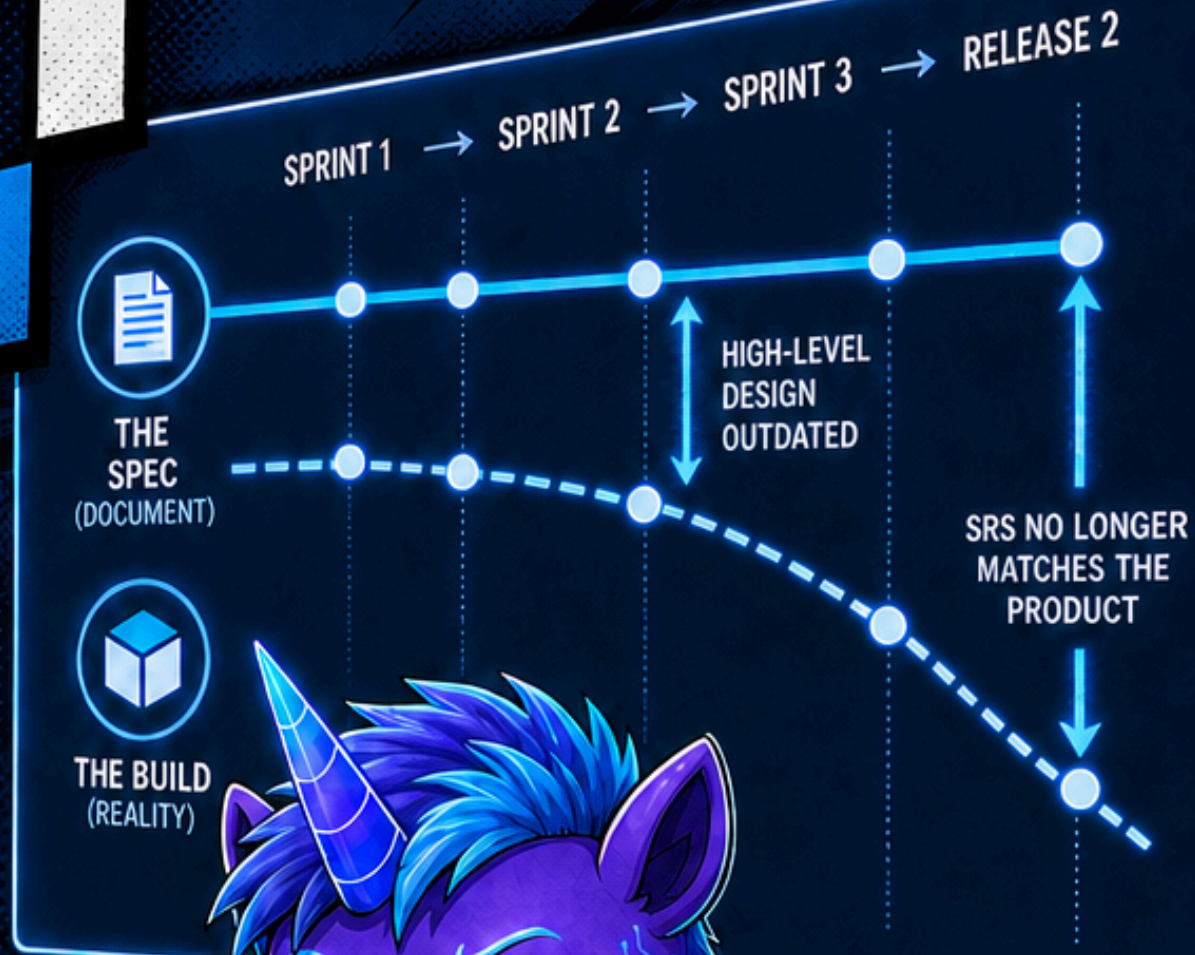 SPRINT 1 → SPRINT 2 → SPRINT 3 → RELEASE 2
THE
SPEC
(DOCUMENT)
HIGH-LEVEL
DESIGN
OUTDATED
SRS NO LONGER
MATCHES THE
PRODUCT
THE BUILD
(REALITY)